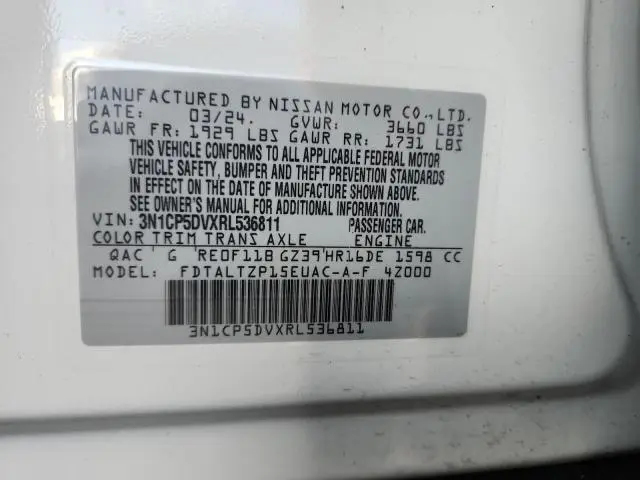 MANUFACTURED BY NISSAN MOTOR CO.,LTD.
DATE: 03/24. GVWR: 3660 LBS
GAWR FR: 1929 LBS GAWR RR: 1731 LBS
THIS VEHICLE CONFORMS TO ALL APPLICABLE FEDERAL MOTOR
VEHICLE SAFETY, BUMPER AND THEFT PREVENTION STANDARDS
IN EFFECT ON THE DATE OF MANUFACTURE SHOWN ABOVE.
SEE OWNER'S MANUAL FOR ADDITIONAL INFORMATION.
VIN: 3N1CP5DVXRL536811 PASSENGER CAR.
COLOR TRIM TRANS AXLE ENGINE
QAC G RE0F11B GZ39 HR16DE 1598 CC
MODEL: FDTALTZP15EUAC-A-F 4Z000
3N1CP5DVXRL536811